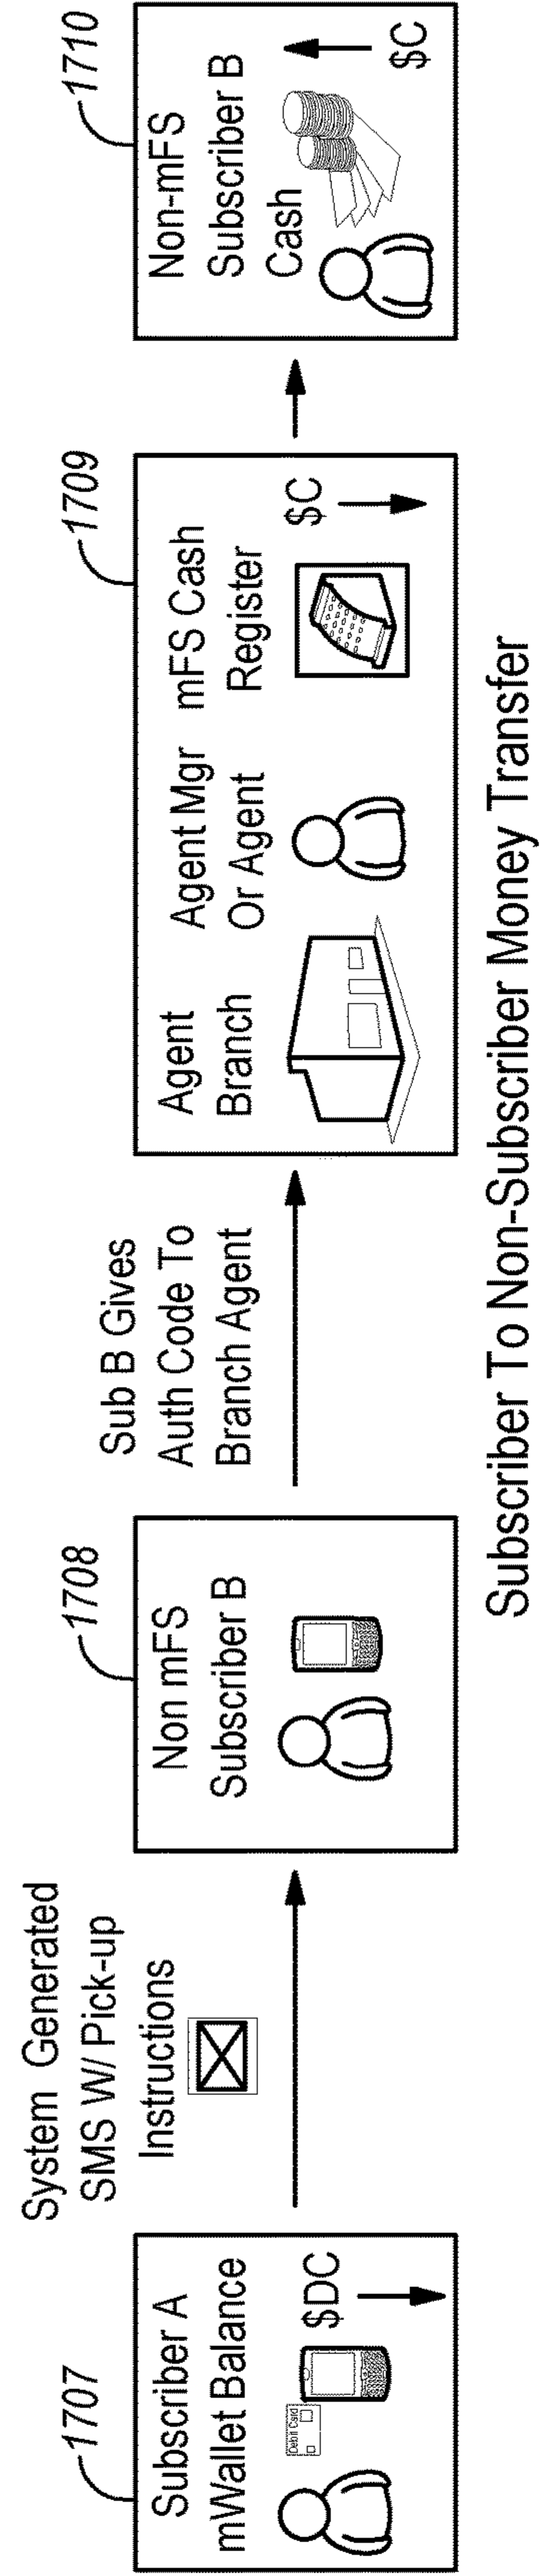 1707
Subscriber A
mWallet Balance
Debit Card
$DC
System Generated
SMS W/ Pick-up
Instructions
1708
Non mFS
Subscriber B
Sub B Gives
Auth Code To
Branch Agent
1709
Agent
Branch
Agent Mgr
Or Agent
mFS Cash
Register
$C
1710
Non-mFS
Subscriber B
Cash
$C
Subscriber To Non-Subscriber Money Transfer